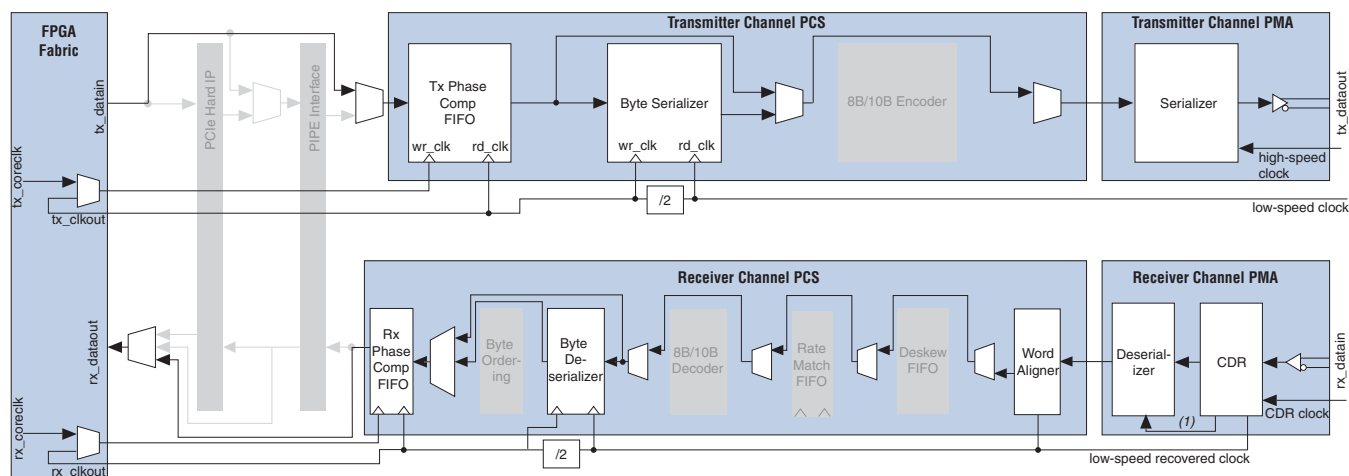 FPGA
Fabric
Transmitter Channel PCS
Transmitter Channel PMA
tx_datain
PCIe Hard IP
PIPE Interface
Tx Phase
Comp
FIFO
wr_clk
rd_clk
Byte Serializer
wr_clk
rd_clk
8B/10B Encoder
Serializer
tx_dataout
high-speed
clock
tx_coreclk
tx_clkout
/2
low-speed clock
Receiver Channel PCS
Receiver Channel PMA
rx_dataout
Rx
Phase
Comp
FIFO
Byte
Order-
ing
Byte
De-
serializer
8B/10B
Decoder
Rate
Match
FIFO
Deskew
FIFO
Word
Aligner
Deserial-
izer
CDR
rx_datain
CDR clock
(1)
rx_coreclk
rx_clkout
/2
low-speed recovered clock